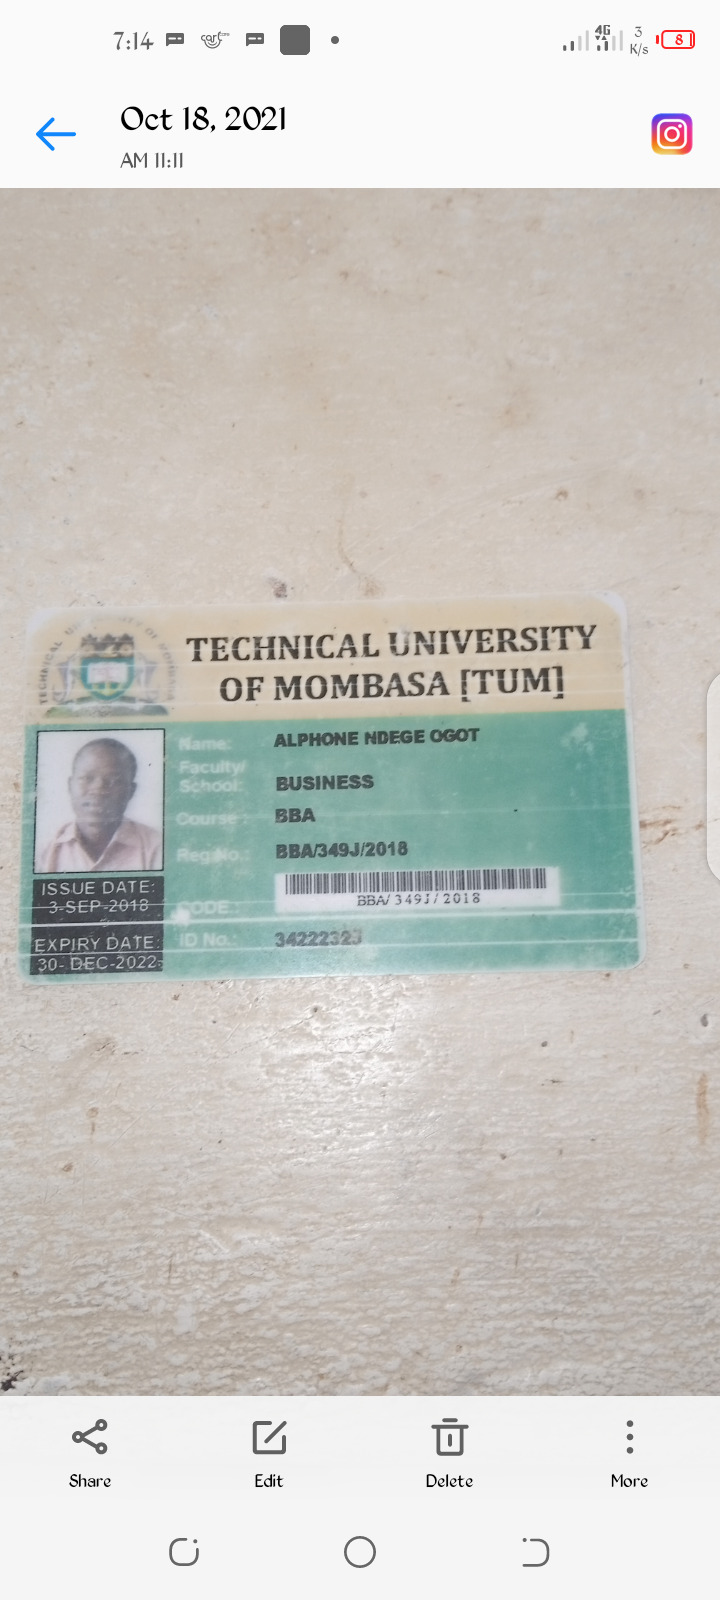 7:14
4G
3
K/s
8
Oct 18, 2021
AM 11:11
TECHNICAL UNIVERSITY
OF MOMBASA [TUM]
Name: ALPHONE NDEGE OGOT
Faculty/
School: BUSINESS
Course: BBA
Reg No.: BBA/349J/2018
CODE:
BBA/349J/2018
ID No.: 34222323
ISSUE DATE:
3-SEP-2018
EXPIRY DATE:
30-DEC-2022
Share
Edit
Delete
More